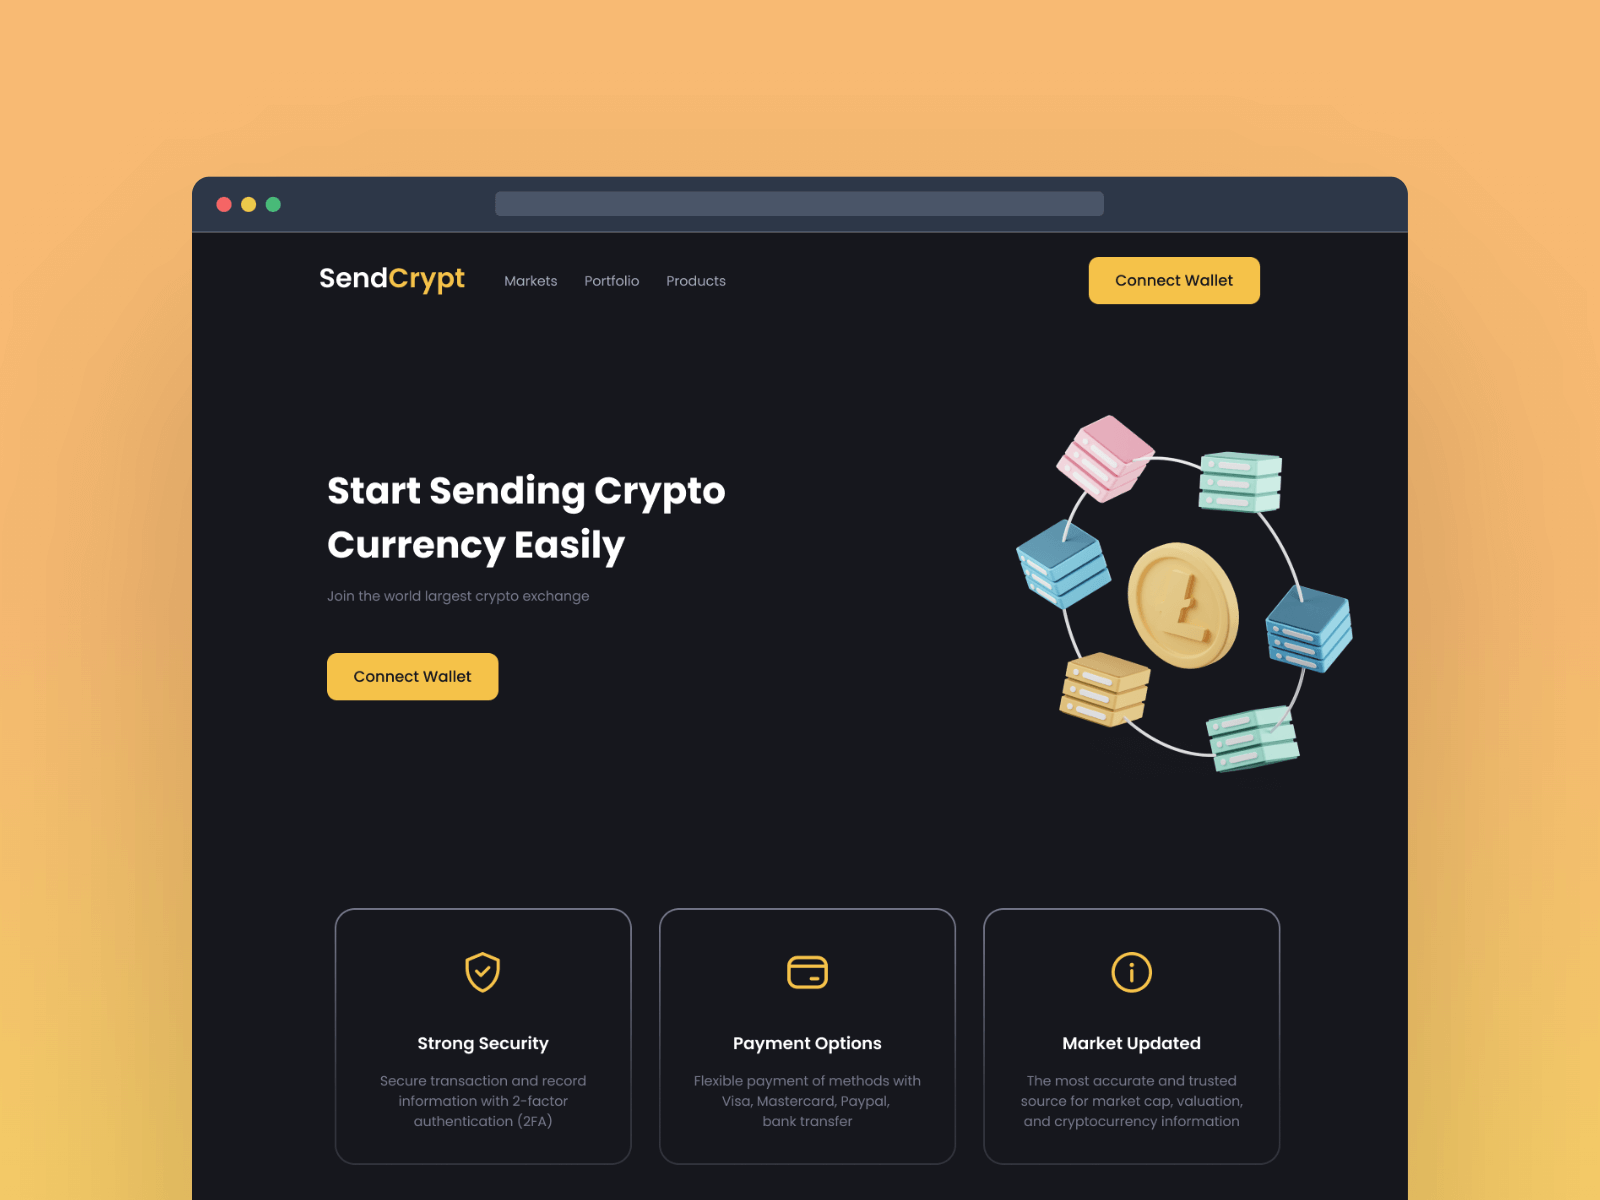 SendCrypt
Markets
Portfolio
Products
Connect Wallet
Start Sending Crypto
Currency Easily
Join the world largest crypto exchange
Connect Wallet
Strong Security
Secure transaction and record
information with 2-factor
authentication (2FA)
Payment Options
Flexible payment of methods with
Visa, Mastercard, Paypal,
bank transfer
Market Updated
The most accurate and trusted
source for market cap, valuation,
and cryptocurrency information